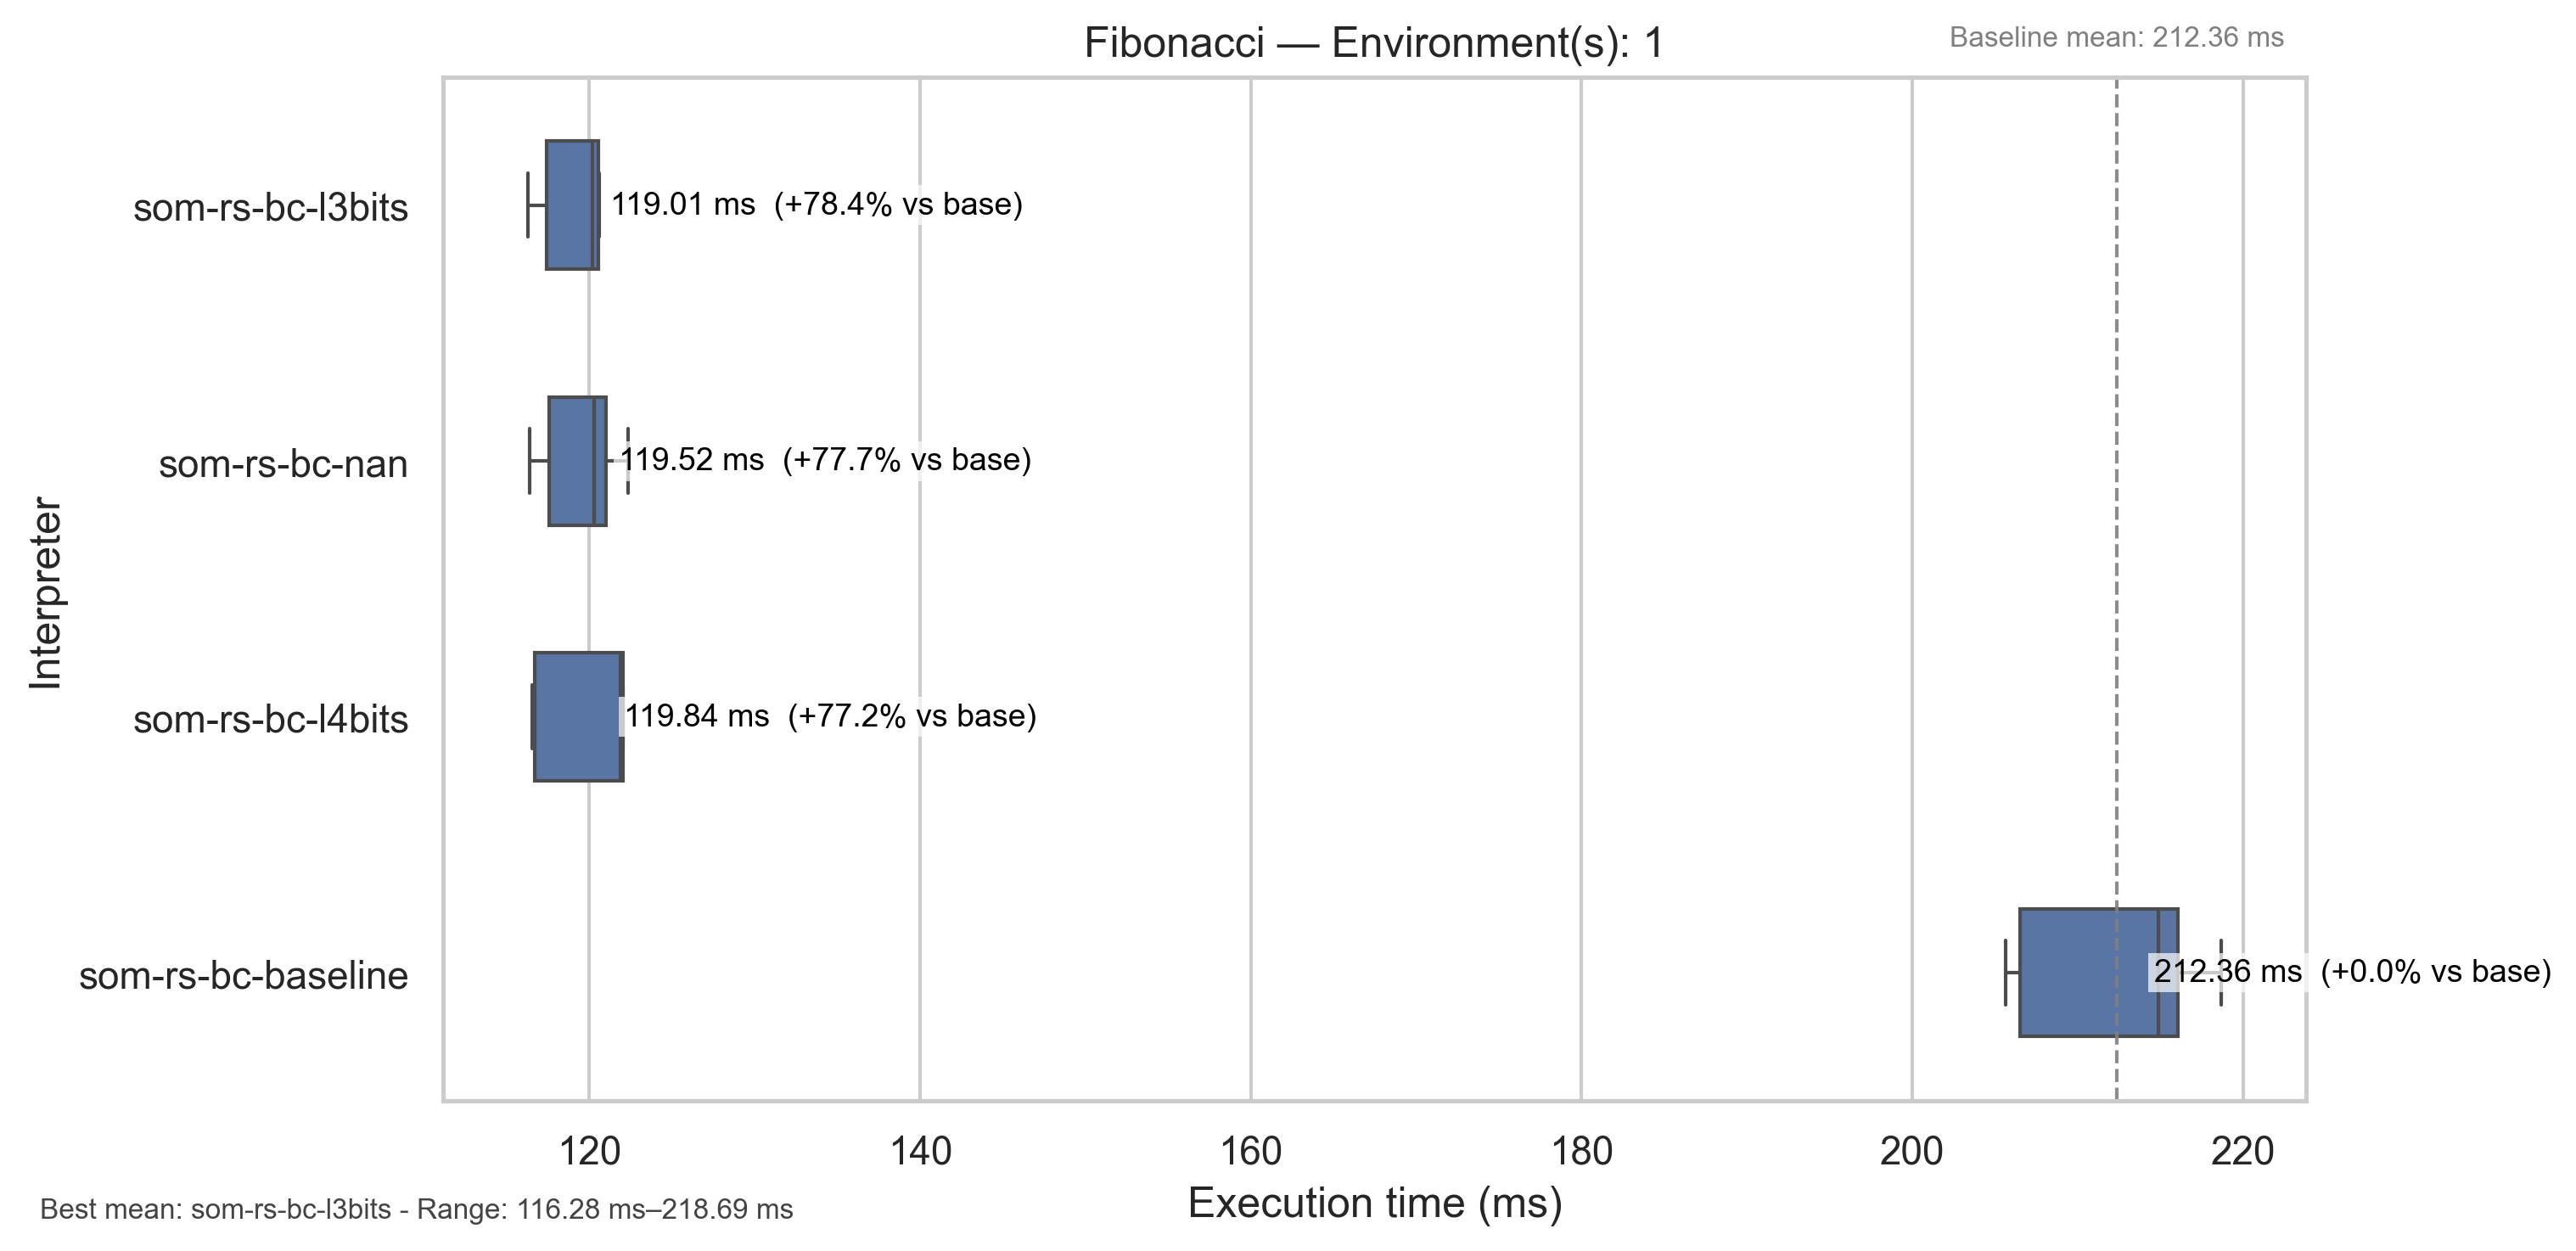 Fibonacci — Environment(s): 1
Baseline mean: 212.36 ms
Interpreter
som-rs-bc-l3bits
119.01 ms (+78.4% vs base)
som-rs-bc-nan
119.52 ms (+77.7% vs base)
som-rs-bc-l4bits
119.84 ms (+77.2% vs base)
som-rs-bc-baseline
212.36 ms (+0.0% vs base)
120 140 160 180 200 220
Execution time (ms)
Best mean: som-rs-bc-l3bits - Range: 116.28 ms–218.69 ms